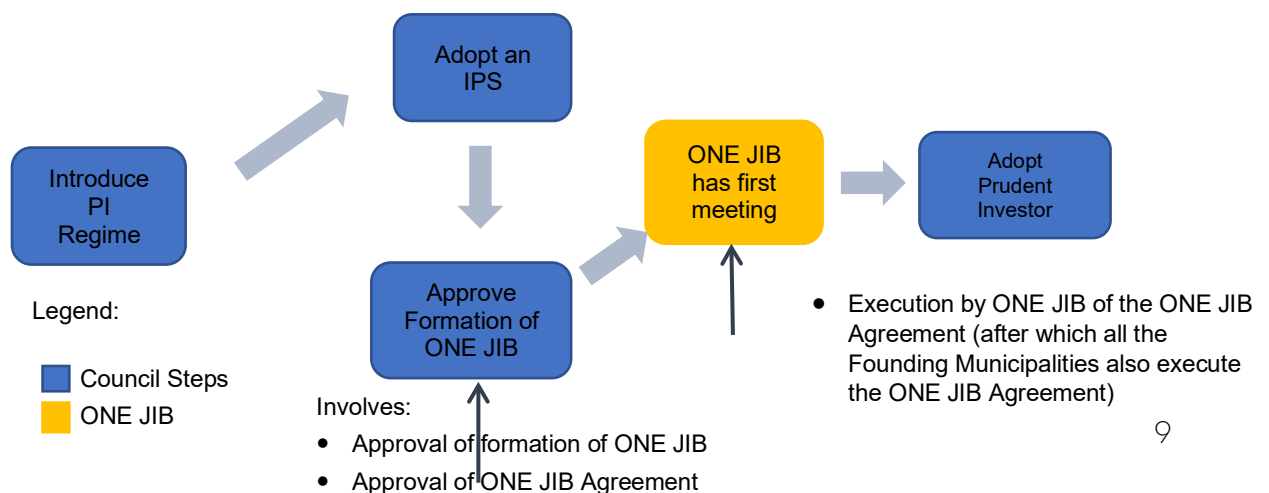 Introduce
PI
Regime
Adopt an
IPS
Approve
Formation of
ONE JIB
ONE JIB
has first
meeting
Adopt
Prudent
Investor
Legend:
Council Steps
ONE JIB
Involves:
• Approval of formation of ONE JIB
• Approval of ONE JIB Agreement
• Execution by ONE JIB of the ONE JIB
Agreement (after which all the
Founding Municipalities also execute
the ONE JIB Agreement)
9